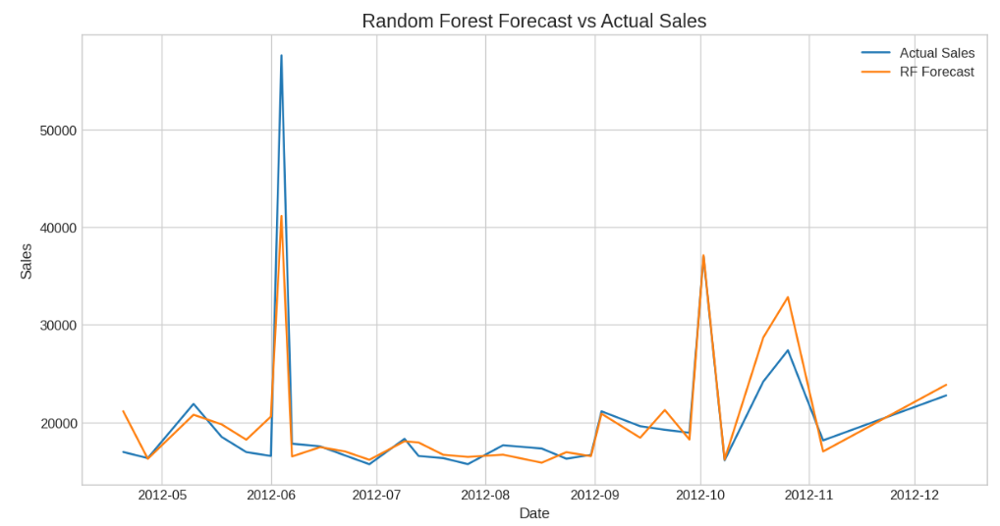 Random Forest Forecast vs Actual Sales
Actual Sales
RF Forecast
50000
40000
30000
20000
Sales
2012-05 2012-06 2012-07 2012-08 2012-09 2012-10 2012-11 2012-12
Date